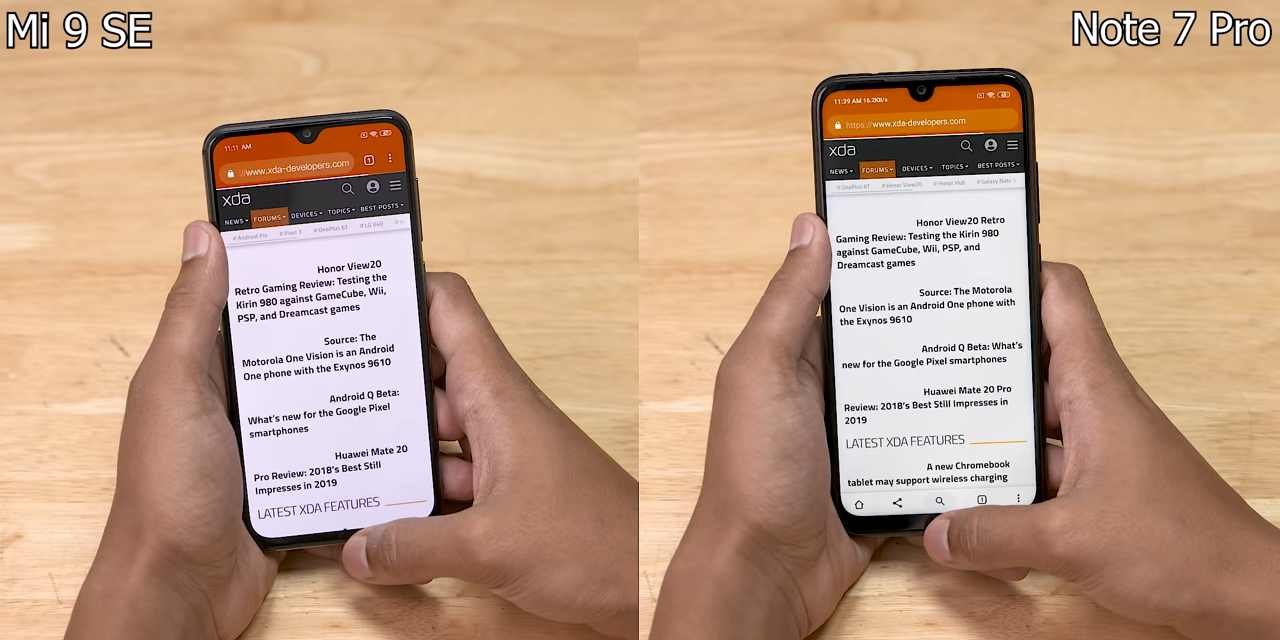 Mi 9 SE
11:11 AM
://www.xda-developers.com
1
xda
NEWS FORUMS DEVICES TOPICS BEST POSTS
# Android Pie # Pixel 3 # OnePlus 6T # LG V40
Honor View20
Retro Gaming Review: Testing the
Kirin 980 against GameCube, Wii,
PSP, and Dreamcast games
Source: The
Motorola One Vision is an Android
One phone with the Exynos 9610
Android Q Beta:
What's new for the Google Pixel
smartphones
Huawei Mate 20
Pro Review: 2018's Best Still
Impresses in 2019
LATEST XDA FEATURES
Note 7 Pro
11:39 AM 16.2KB/s
https://www.xda-developers.com
xda
NEWS FORUMS DEVICES TOPICS BEST POSTS
# OnePlus 6T # Honor View20 # Honor Hub # Galaxy Note
Honor View20 Retro
Gaming Review: Testing the Kirin 980
against GameCube, Wii, PSP, and
Dreamcast games
Source: The Motorola
One Vision is an Android One phone with
the Exynos 9610
Android Q Beta: What's
new for the Google Pixel smartphones
Huawei Mate 20 Pro
Review: 2018's Best Still Impresses in
2019
LATEST XDA FEATURES
A new Chromebook
tablet may support wireless charging
1